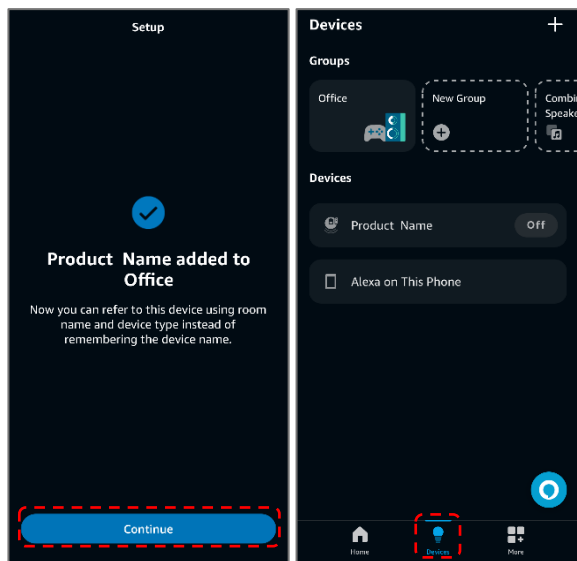 Setup
Product Name added to
Office
Now you can refer to this device using room
name and device type instead of
remembering the device name.
Continue
Devices
Groups
Office
New Group
Combi
Speake
Devices
Product Name
Off
Alexa on This Phone
Home
Devices
More